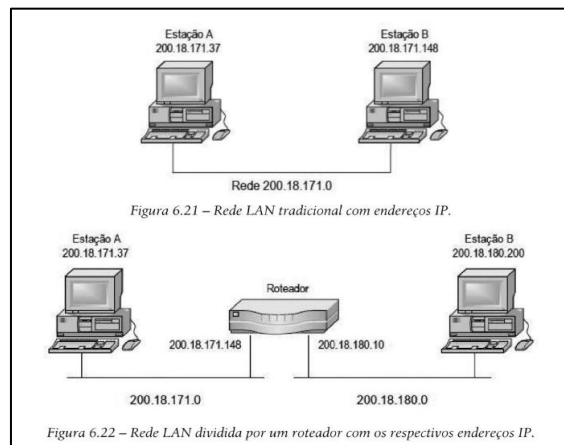 Estação A
200.18.171.37
Estação B
200.18.171.148
Rede 200.18.171.0
Figura 6.21 – Rede LAN tradicional com endereços IP.
Estação A
200.18.171.37
Estação B
200.18.180.200
Roteador
200.18.171.148
200.18.180.10
200.18.171.0
200.18.180.0
Figura 6.22 – Rede LAN dividida por um roteador com os respectivos endereços IP.